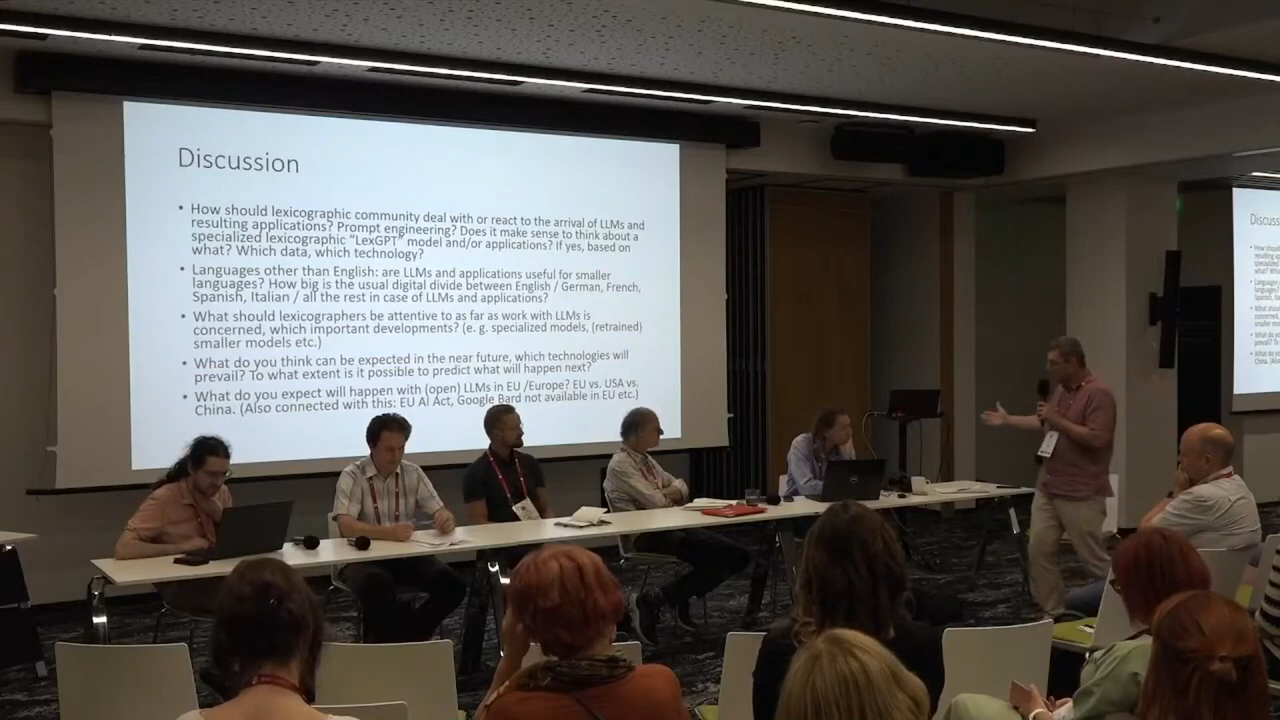 Discussion
• How should lexicographic community deal with or react to the arrival of LLMs and
resulting applications? Prompt engineering? Does it make sense to think about a
specialized lexicographic “LexGPT” model and/or applications? If yes, based on
what? Which data, which technology?
• Languages other than English: are LLMs and applications useful for smaller
languages? How big is the usual digital divide between English / German, French,
Spanish, Italian / all the rest in case of LLMs and applications?
• What should lexicographers be attentive to as far as work with LLMs is
concerned, which important developments? (e. g. specialized models, (retrained)
smaller models etc.)
• What do you think can be expected in the near future, which technologies will
prevail? To what extent is it possible to predict what will happen next?
• What do you expect will happen with (open) LLMs in EU /Europe? EU vs. USA vs.
China. (Also connected with this: EU AI Act, Google Bard not available in EU etc.)